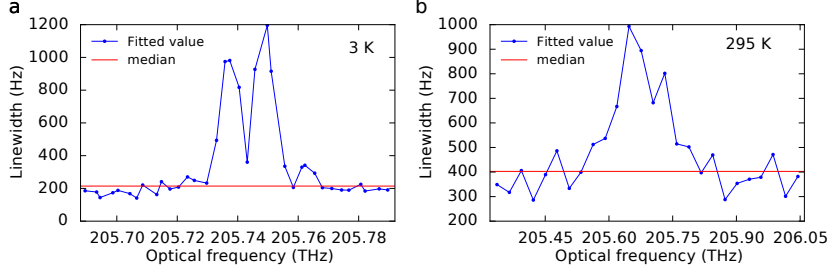 a
Linewidth (Hz)
1200
1000
800
600
400
200
0
Fitted value
median
3 K
205.70 205.72 205.74 205.76 205.78
Optical frequency (THz)
b
Linewidth (Hz)
1000
900
800
700
600
500
400
300
200
Fitted value
median
295 K
205.45 205.60 205.75 205.90 206.05
Optical frequency (THz)